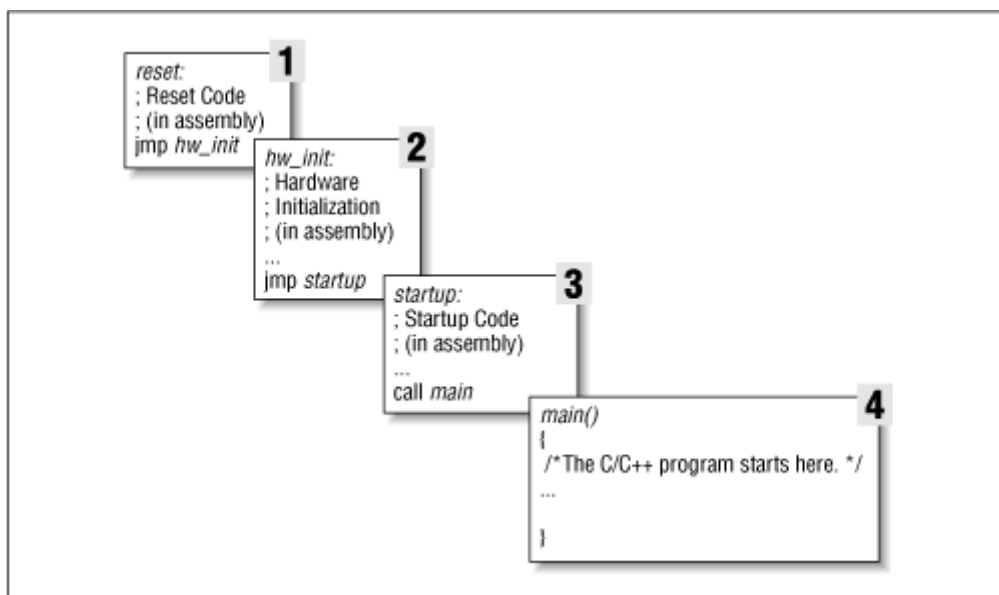 1
reset:
; Reset Code
; (in assembly)
jmp hw_init
2
hw_init:
; Hardware
; Initialization
; (in assembly)
...
jmp startup
3
startup:
; Startup Code
; (in assembly)
...
call main
4
main()
{
/*The C/C++ program starts here. */
...
}